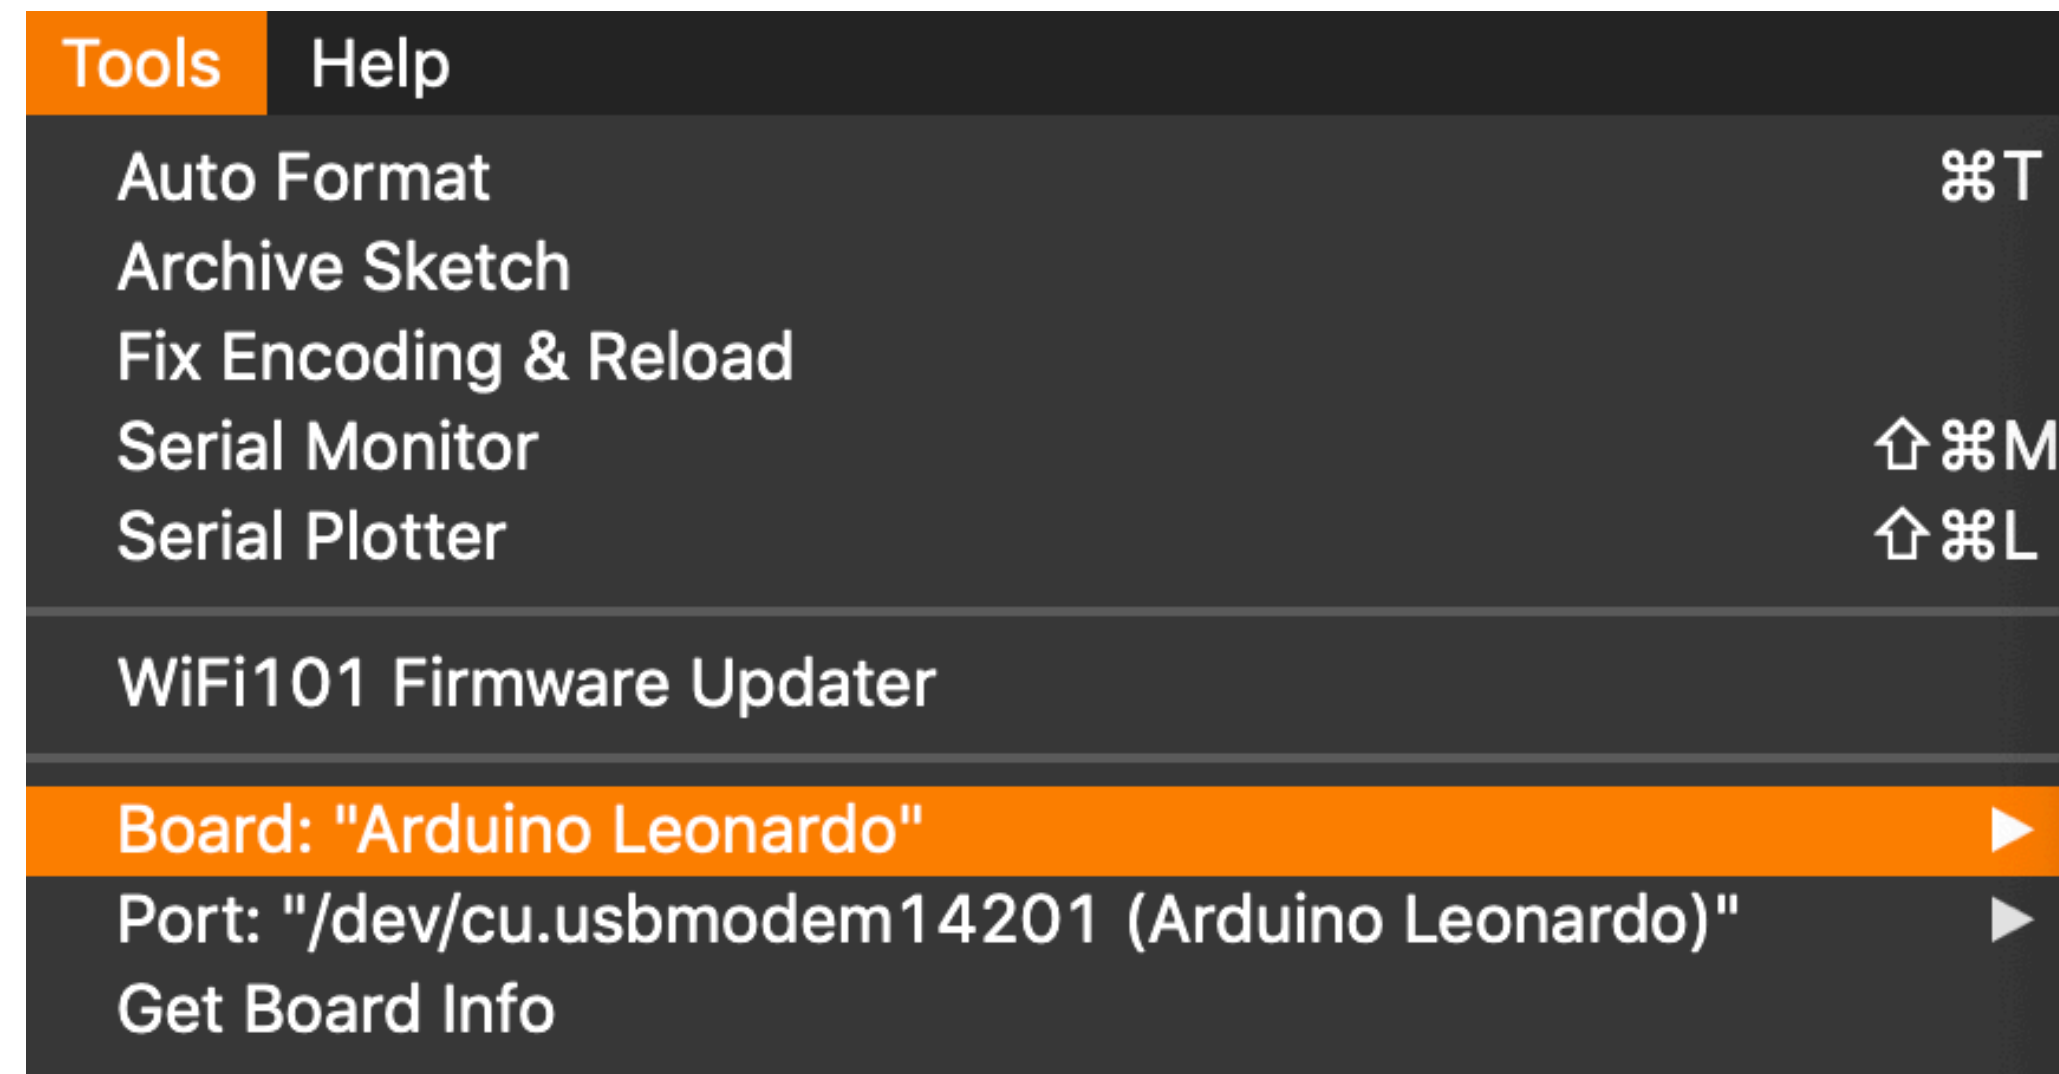 Tools Help
Auto Format ⌘T
Archive Sketch
Fix Encoding & Reload
Serial Monitor ⇧⌘M
Serial Plotter ⇧⌘L
WiFi101 Firmware Updater
Board: "Arduino Leonardo" ▶
Port: "/dev/cu.usbmodem14201 (Arduino Leonardo)" ▶
Get Board Info